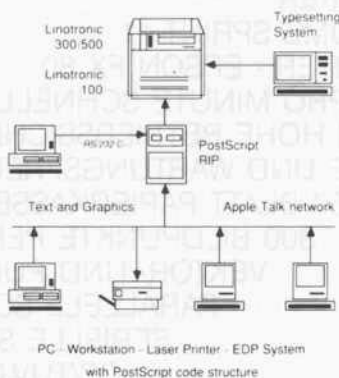 Typesetting
System
Linotronic
300/500
Linotronic
100
RS 232 C
PostScript
RIP
Text and Graphics
Apple Talk network
PC - Workstation - Laser Printer - EDP System
with PostScript code structure